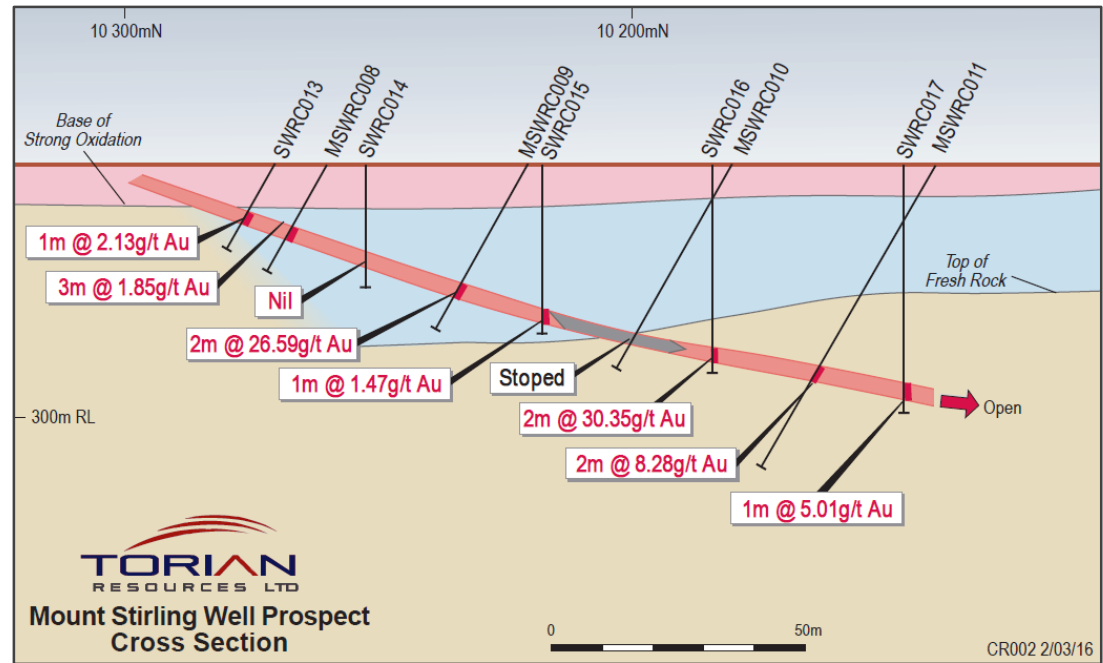 10 300mN
10 200mN
SWRC013
MSWRC008
SWRC014
MSWRC009
SWRC015
SWRC016
MSWRC010
SWRC017
MSWRC011
Base of
Strong Oxidation
1m @ 2.13g/t Au
3m @ 1.85g/t Au
Nil
2m @ 26.59g/t Au
1m @ 1.47g/t Au
Stoped
2m @ 30.35g/t Au
2m @ 8.28g/t Au
1m @ 5.01g/t Au
Top of
Fresh Rock
Open
300m RL
TORIAN
RESOURCES LTD
Mount Stirling Well Prospect
Cross Section
0
50m
CR002 2/03/16